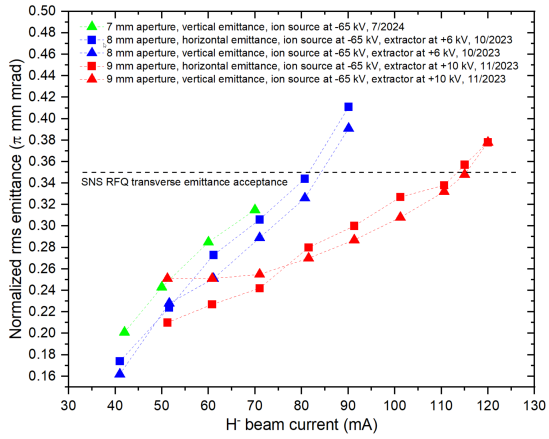 0.50
0.48
0.44
0.42
0.40
0.38
0.36
0.34
0.32
0.30
0.28
0.26
0.24
0.22
0.20
0.18
0.16
Normalized rms emittance (π mm mrad)
7 mm aperture, vertical emittance, ion source at -65 kV, 7/2024
8 mm aperture, horizontal emittance, ion source at -65 kV, extractor at +6 kV, 10/2023
8 mm aperture, vertical emittance, ion source at -65 kV, extractor at +6 kV, 10/2023
9 mm aperture, horizontal emittance, ion source at -65 kV, extractor at +10 kV, 11/2023
9 mm aperture, vertical emittance, ion source at -65 kV, extractor at +10 kV, 11/2023
SNS RFQ transverse emittance acceptance
30 40 50 60 70 80 90 100 110 120 130
H⁻ beam current (mA)